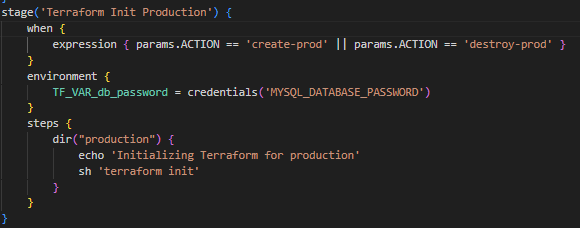 stage('Terraform Init Production') {
    when {
        expression { params.ACTION == 'create-prod' || params.ACTION == 'destroy-prod' }
    }
    environment {
        TF_VAR_db_password = credentials('MYSQL_DATABASE_PASSWORD')
    }
    steps {
        dir("production") {
            echo 'Initializing Terraform for production'
            sh 'terraform init'
        }
    }
}